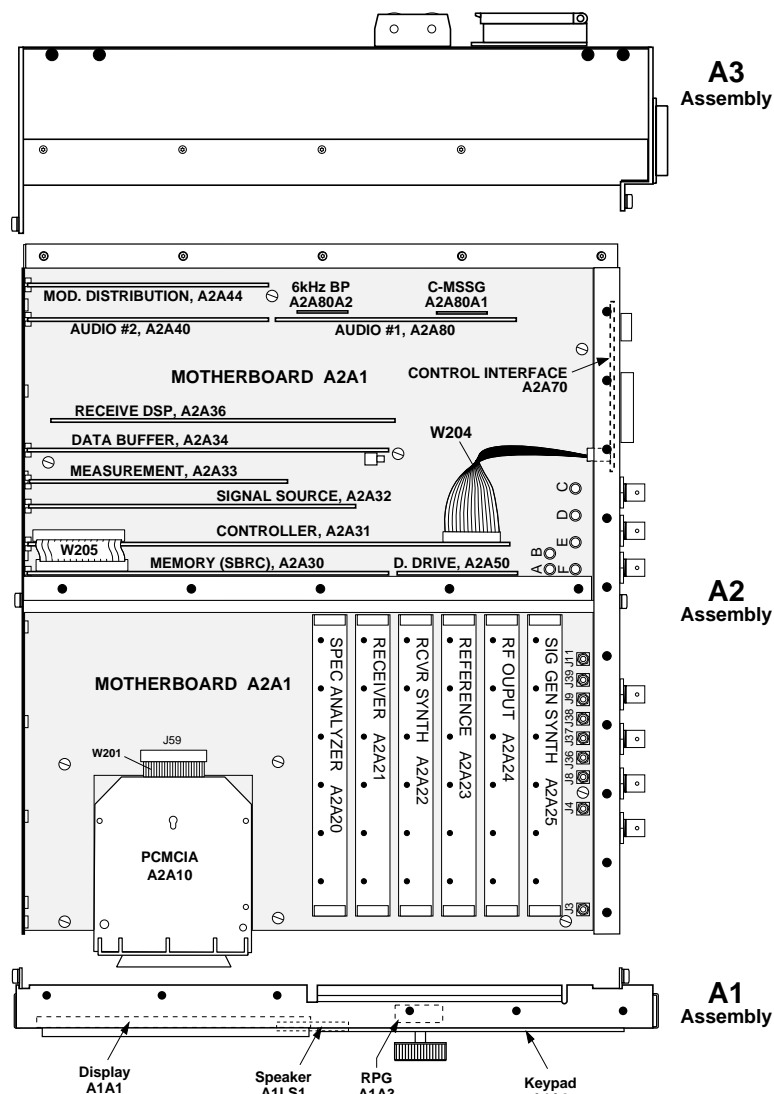 A3
Assembly
6kHz BP
A2A80A2
C-MSSG
A2A80A1
MOD. DISTRIBUTION, A2A44
AUDIO #2, A2A40
AUDIO #1, A2A80
MOTHERBOARD A2A1
CONTROL INTERFACE
A2A70
RECEIVE DSP, A2A36
DATA BUFFER, A2A34
W204
MEASUREMENT, A2A33
SIGNAL SOURCE, A2A32
CONTROLLER, A2A31
W205
MEMORY (SBRC), A2A30
D. DRIVE, A2A50
C
D
E
B
A
F
A2
Assembly
MOTHERBOARD A2A1
SPEC ANALYZER A2A20
RECEIVER A2A21
RCVR SYNTH A2A22
REFERENCE A2A23
RF OUPUT A2A24
SIG GEN SYNTH A2A25
J11
J39
J9
J38
J37
J36
J8
J4
J3
J59
W201
PCMCIA
A2A10
A1
Assembly
Display
A1A1
Speaker
A1LS1
RPG
A1A3
Keypad